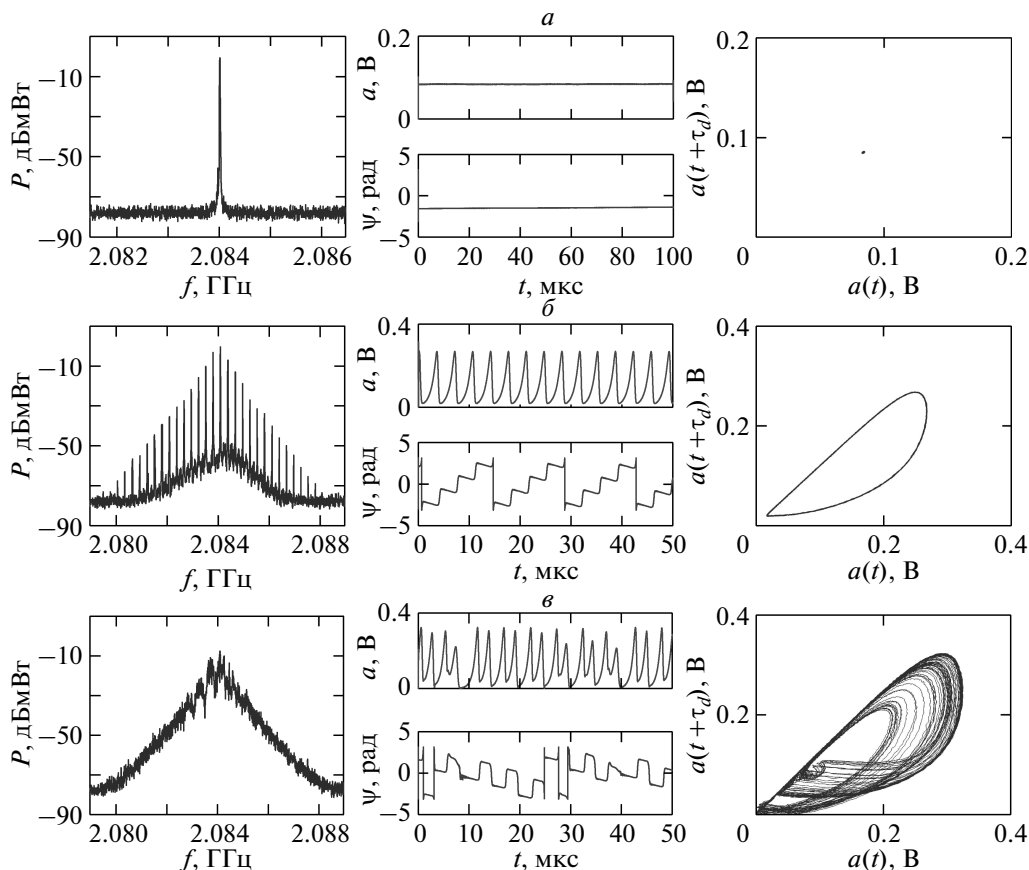 а
P, дБмВт
−10
−50
−90
2.082
2.084
2.086
f, ГГц
a, В
0.2
0
ψ, рад
5
0
−5
0
20
40
60
80
100
t, мкс
a(t + τd), В
0.2
0.1
0
0.1
0.2
a(t), В
б
P, дБмВт
−10
−50
−90
2.080
2.084
2.088
f, ГГц
a, В
0.4
0
ψ, рад
5
0
−5
0
10
20
30
40
50
t, мкс
a(t + τd), В
0.4
0.2
0
0.2
0.4
a(t), В
в
P, дБмВт
−10
−50
−90
2.080
2.084
2.088
f, ГГц
a, В
0.4
0
ψ, рад
5
0
−5
0
10
20
30
40
50
t, мкс
a(t + τd), В
0.4
0.2
0
0.2
0.4
a(t), В